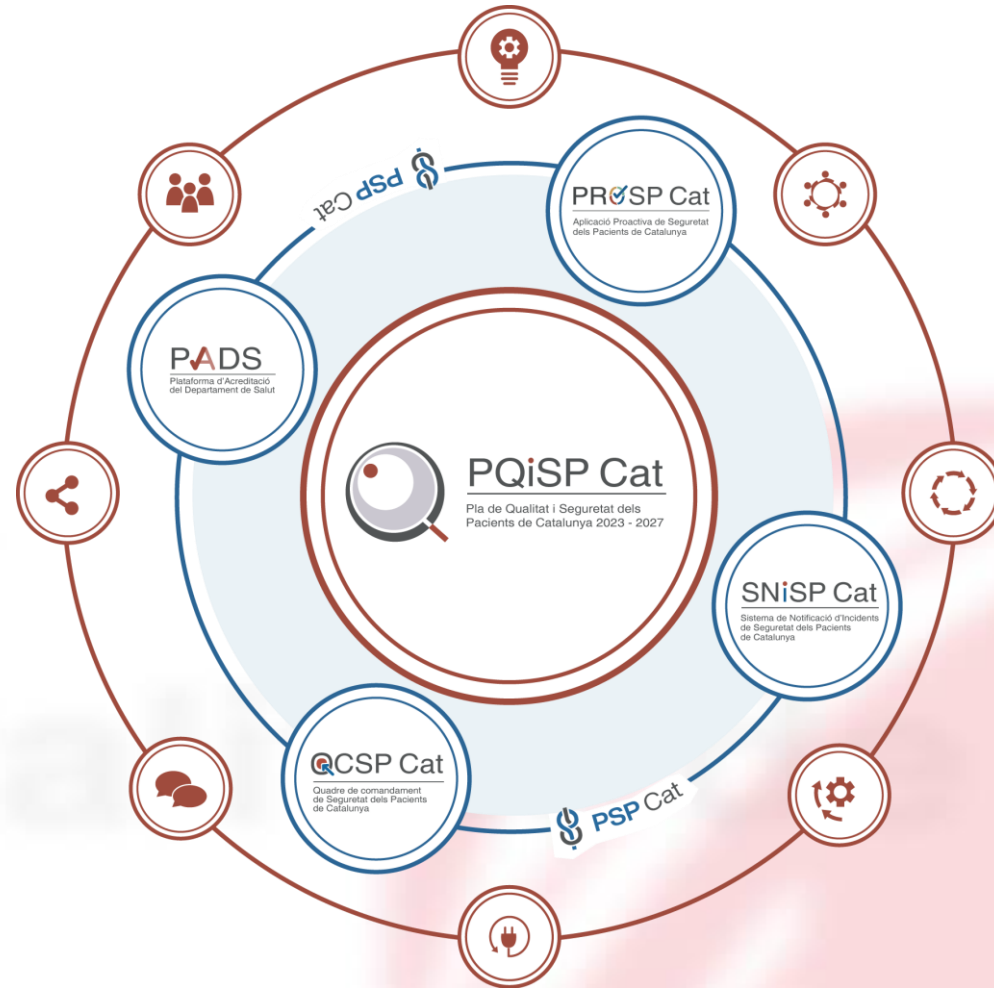 PSP Cat
PROSP Cat
Aplicació Proactiva de Seguretat
dels Pacients de Catalunya
PADS
Plataforma d'Acreditació
del Departament de Salut
PQiSP Cat
Pla de Qualitat i Seguretat dels
Pacients de Catalunya 2023 - 2027
SNiSP Cat
Sistema de Notificació d'Incidents
de Seguretat dels Pacients
de Catalunya
QCSP Cat
Quadre de comandament
de Seguretat dels Pacients
de Catalunya
PSP Cat